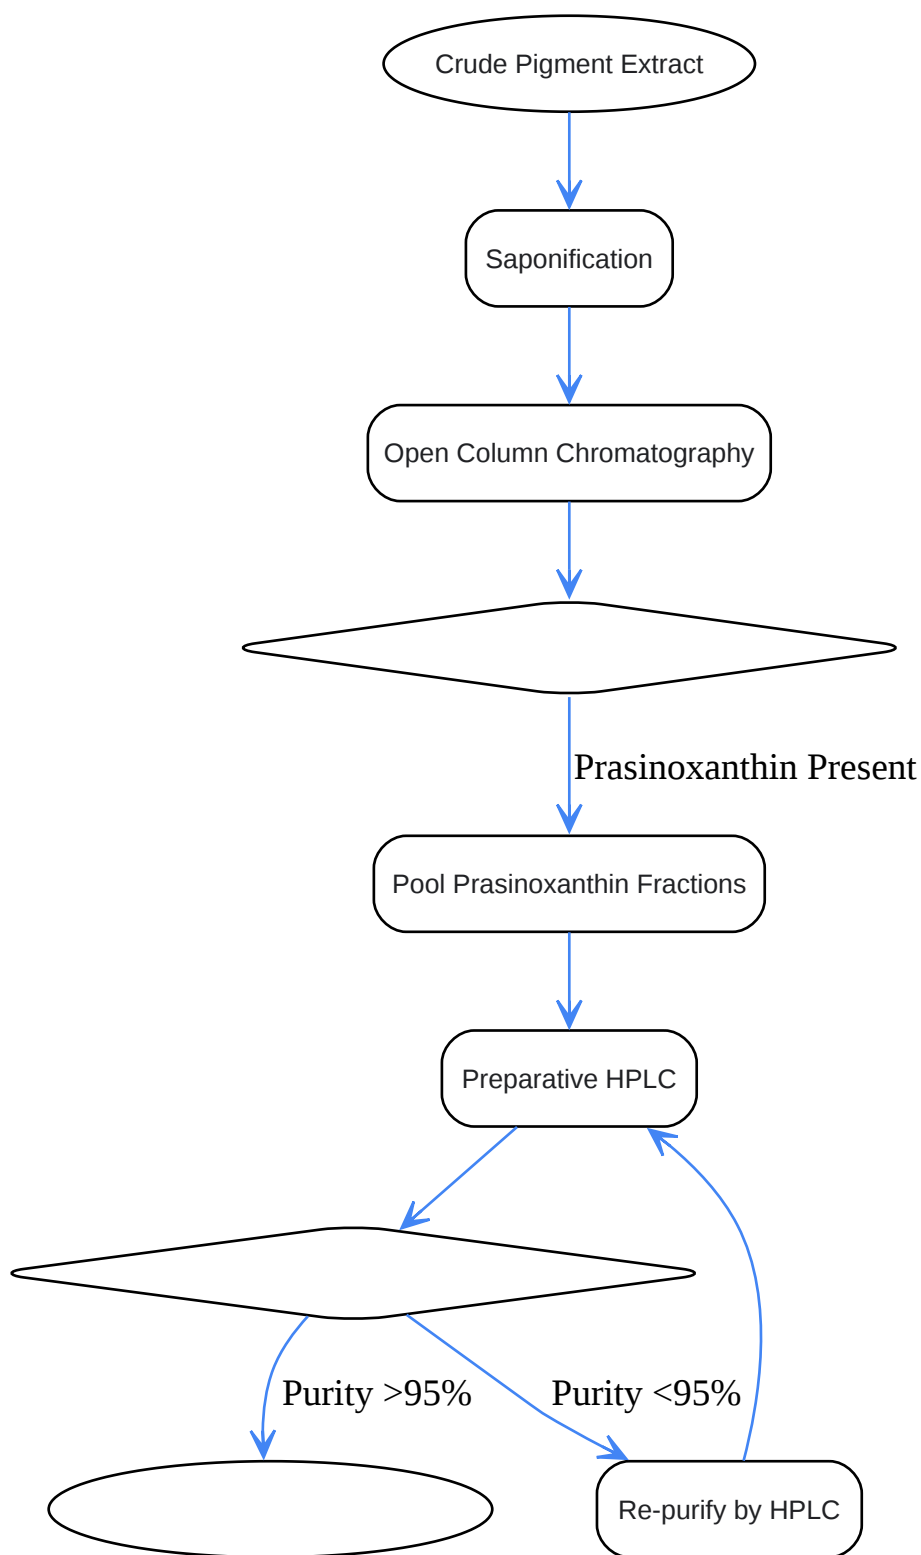 Crude Pigment Extract
Saponification
Open Column Chromatography
Prasinoxanthin Present
Pool Prasinoxanthin Fractions
Preparative HPLC
Purity >95%
Purity <95%
Re-purify by HPLC